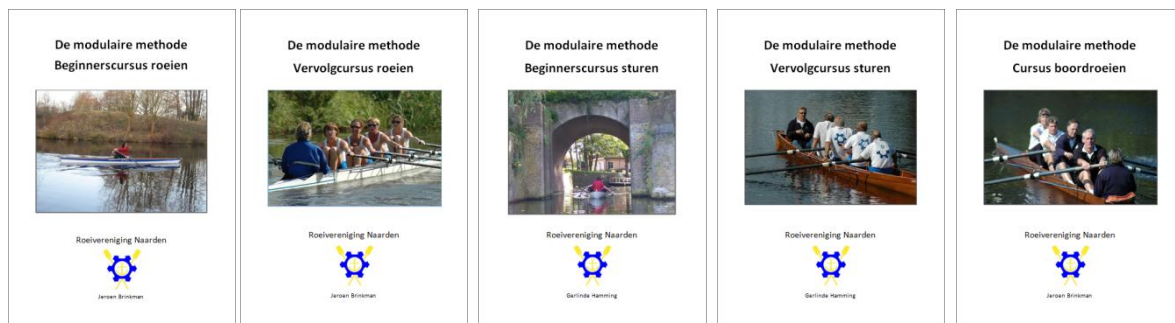 De modulaire methode
Beginnerscursus roeien
Roeivereniging Naarden
Jeroen Brinkman
De modulaire methode
Vervolgcursus roeien
Roeivereniging Naarden
Jeroen Brinkman
De modulaire methode
Beginnerscursus sturen
Roeivereniging Naarden
Gerlinde Hamming
De modulaire methode
Vervolgcursus sturen
Roeivereniging Naarden
Gerlinde Hamming
De modulaire methode
Cursus boordroeien
Roeivereniging Naarden
Jeroen Brinkman